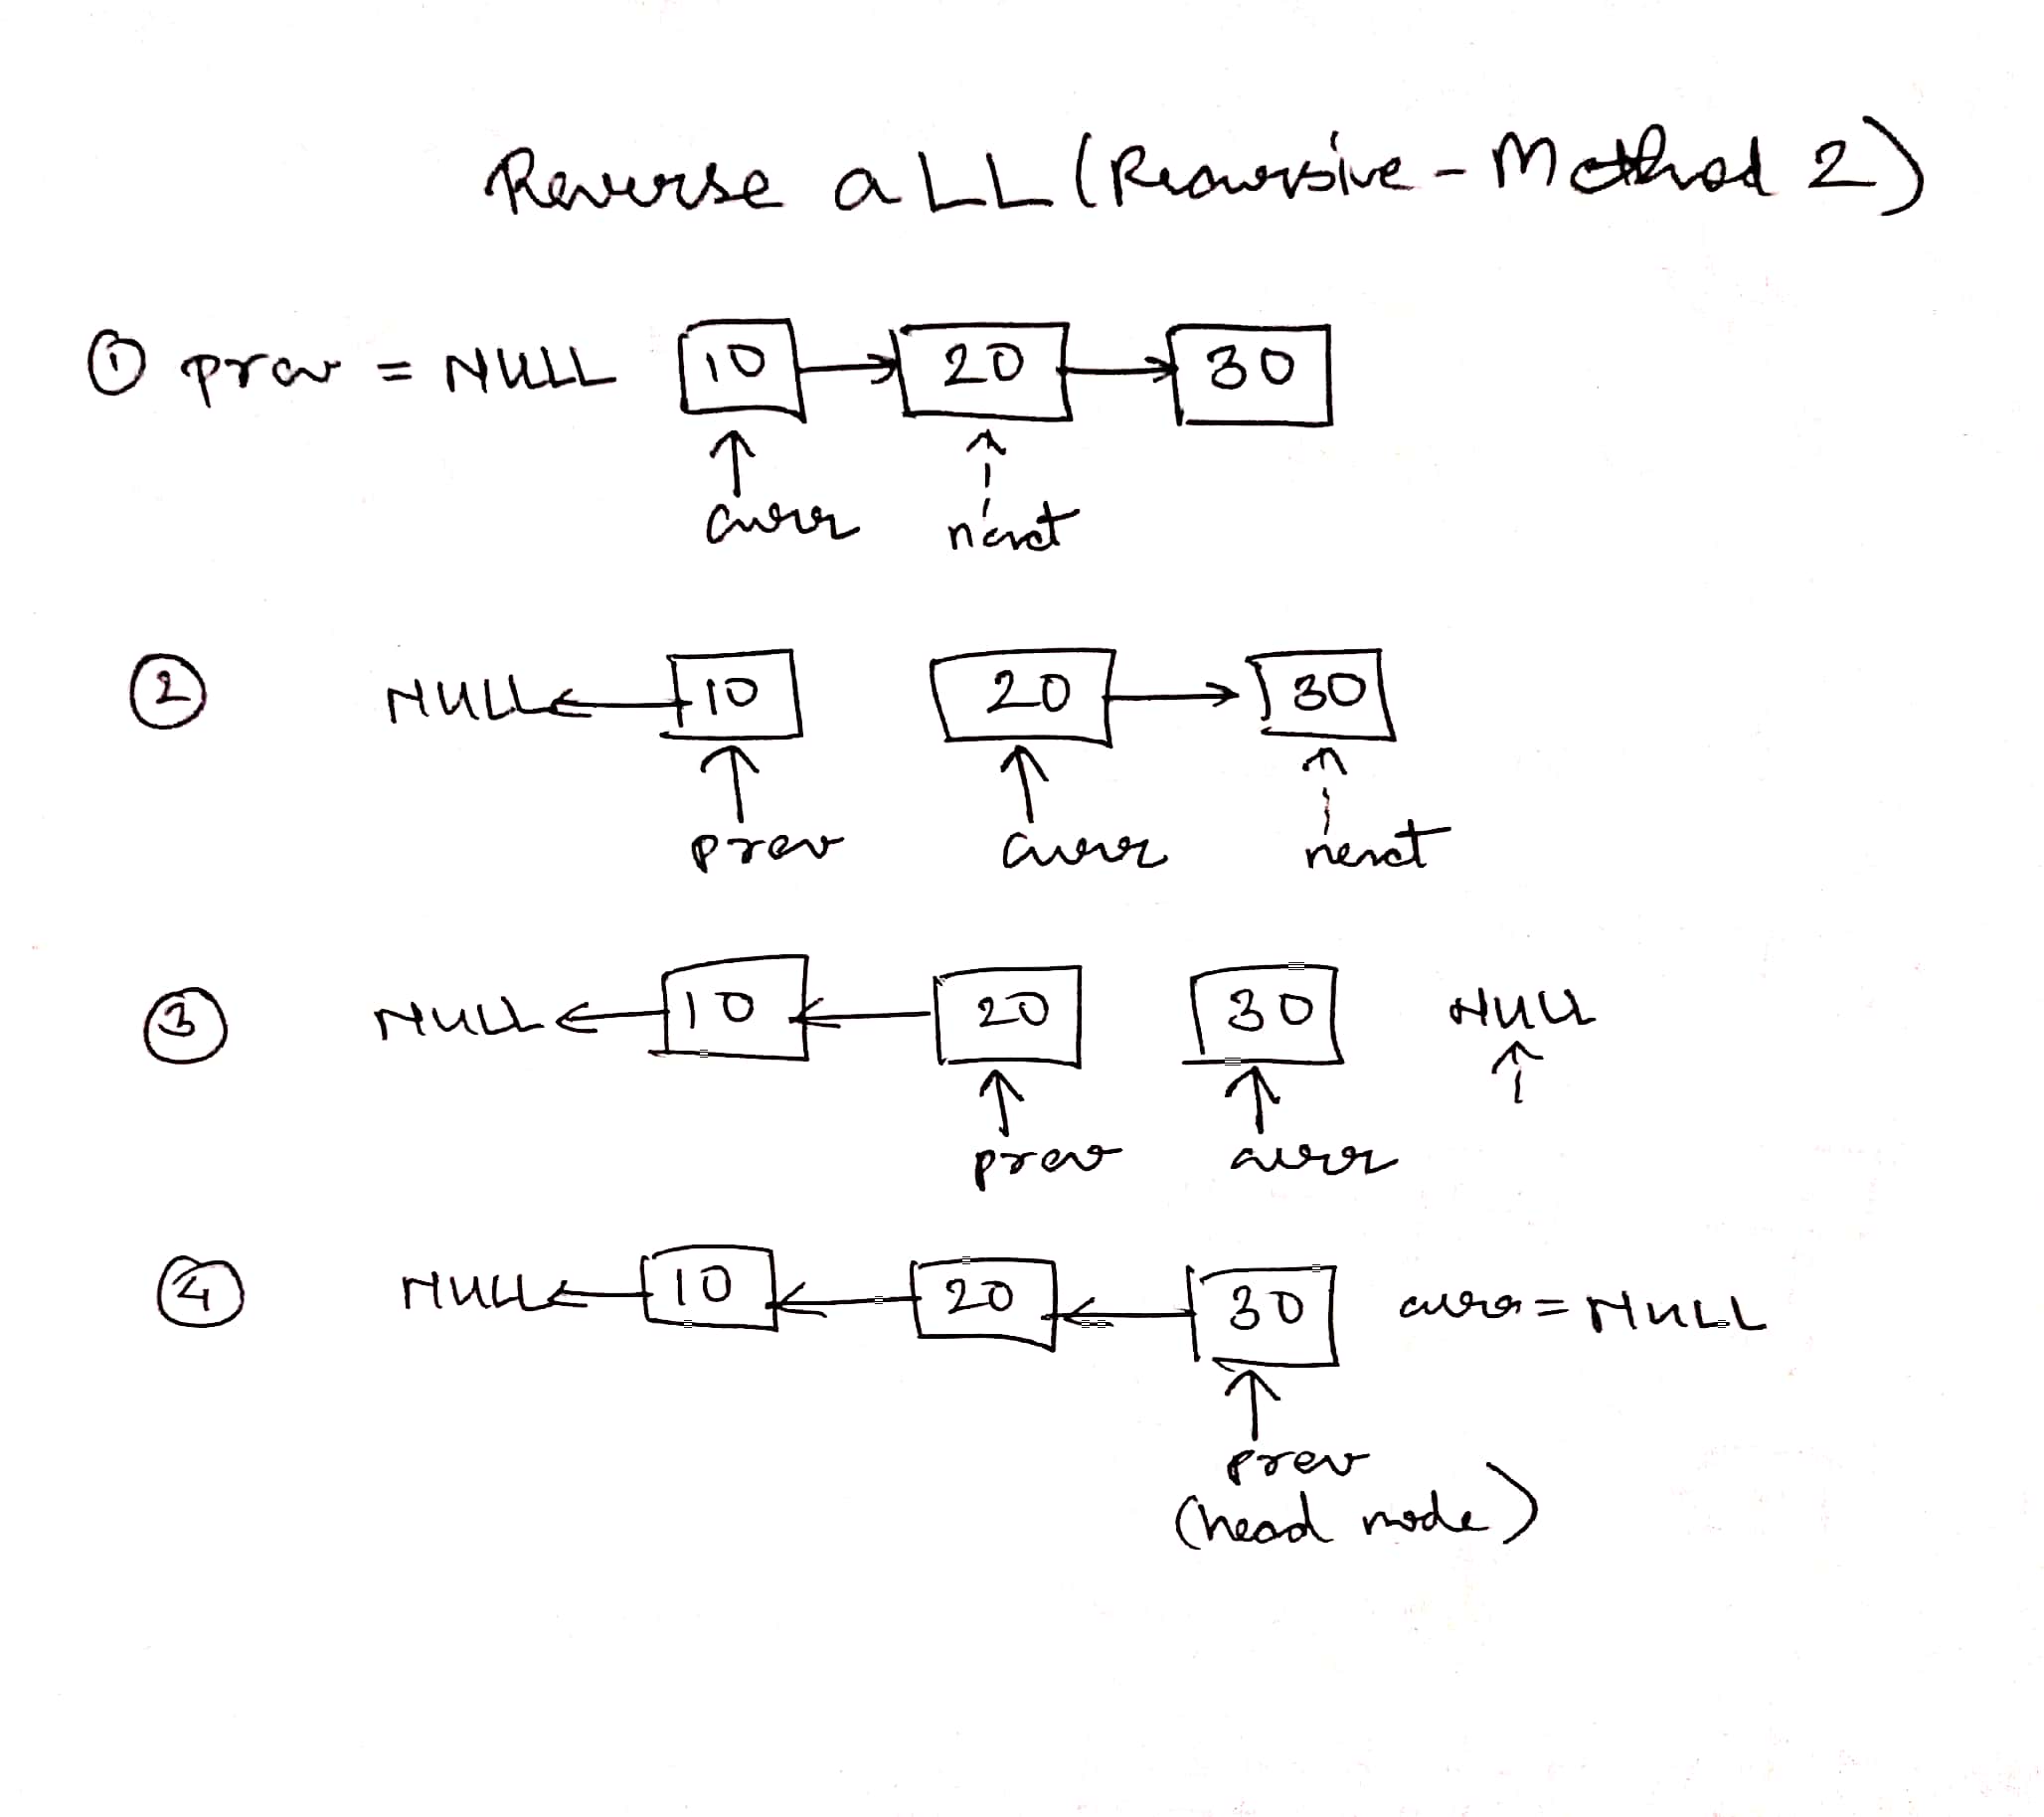 Reverse a LL (Recursive - Method 2)
① prev = NULL 10 20 30
curr next
② NULL 10 20 30
prev curr next
③ NULL 10 20 30 NULL
prev curr
④ NULL 10 20 30 curr = NULL
prev
(head node)